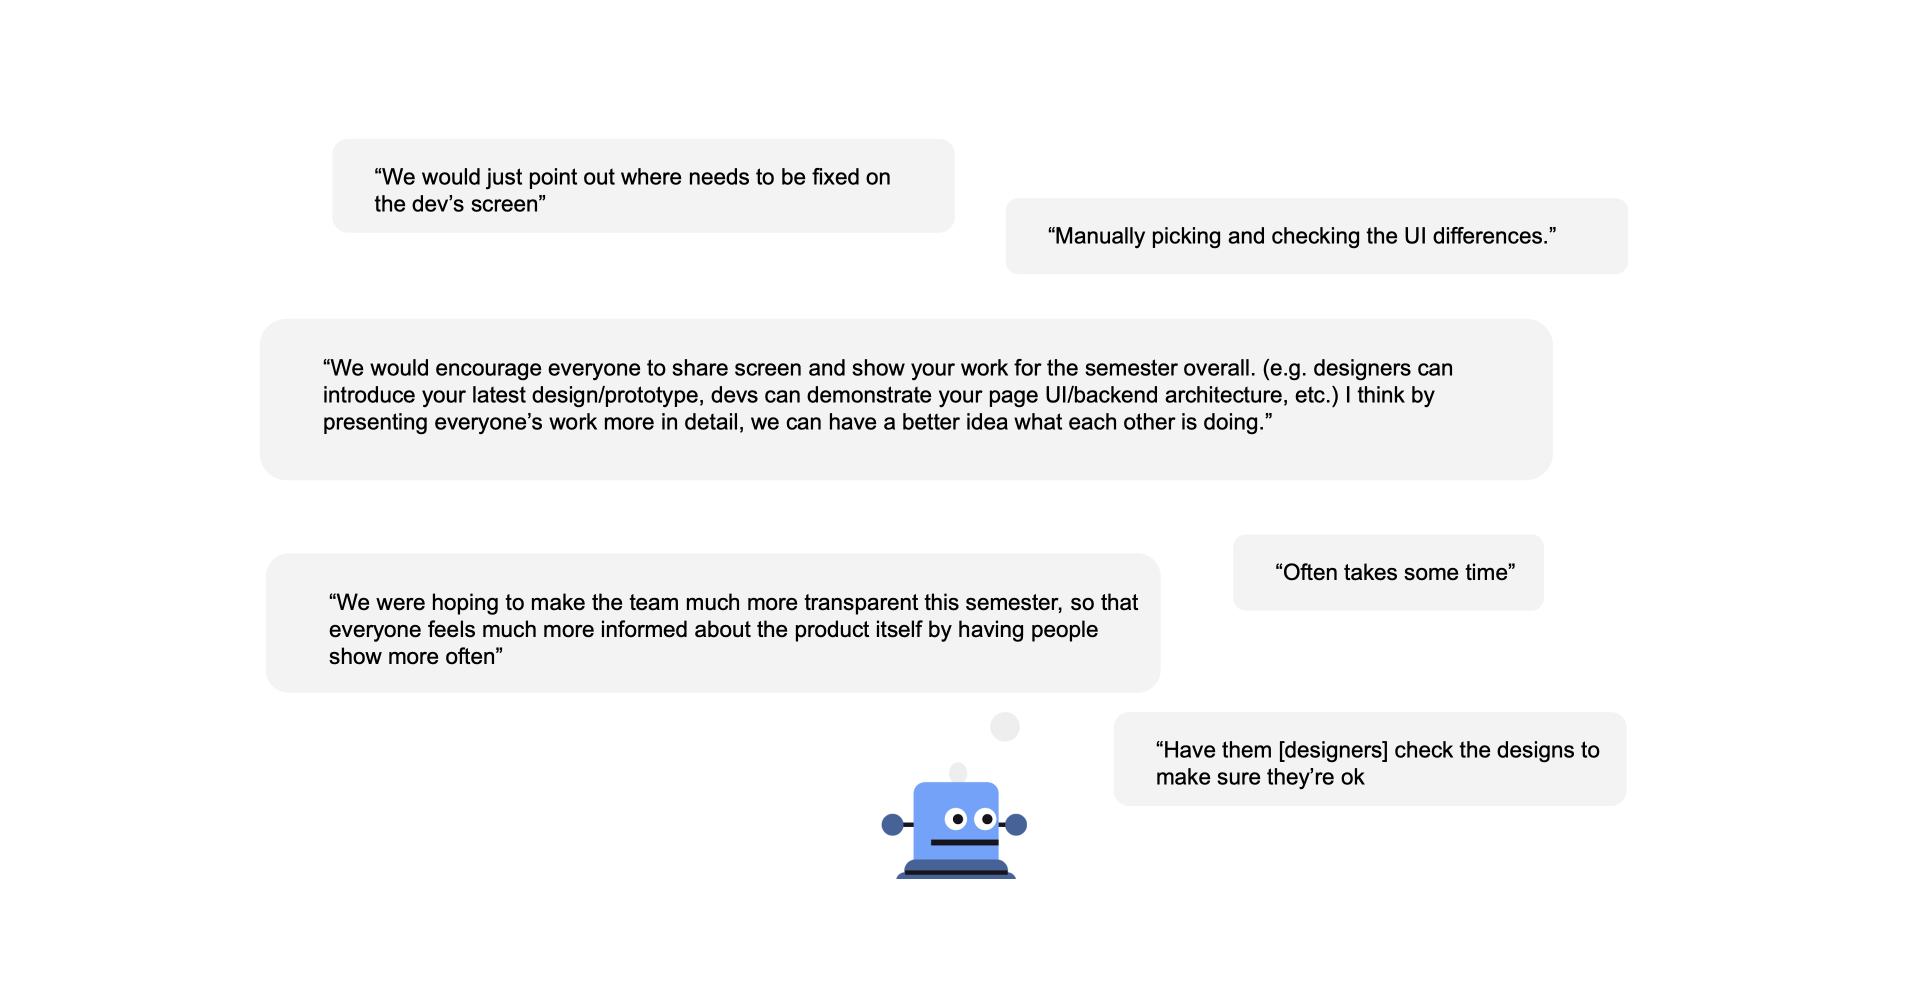 “We would just point out where needs to be fixed on
the dev’s screen”
“Manually picking and checking the UI differences.”
“We would encourage everyone to share screen and show your work for the semester overall. (e.g. designers can
introduce your latest design/prototype, devs can demonstrate your page UI/backend architecture, etc.) I think by
presenting everyone’s work more in detail, we can have a better idea what each other is doing.”
“Often takes some time”
“We were hoping to make the team much more transparent this semester, so that
everyone feels much more informed about the product itself by having people
show more often”
“Have them [designers] check the designs to
make sure they’re ok